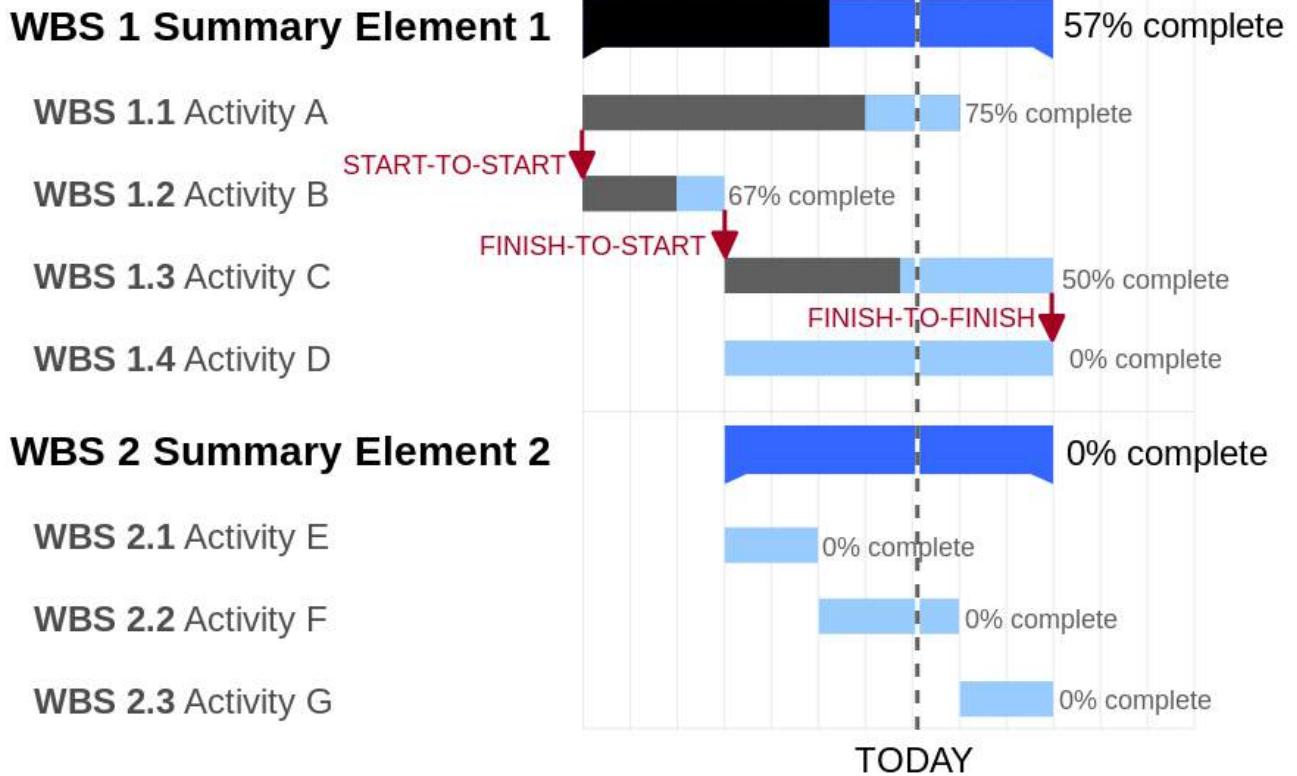 WBS 1 Summary Element 1 57% complete
WBS 1.1 Activity A 75% complete
START-TO-START
WBS 1.2 Activity B 67% complete
FINISH-TO-START
WBS 1.3 Activity C 50% complete
FINISH-TO-FINISH
WBS 1.4 Activity D 0% complete
WBS 2 Summary Element 2 0% complete
WBS 2.1 Activity E 0% complete
WBS 2.2 Activity F 0% complete
WBS 2.3 Activity G 0% complete
TODAY